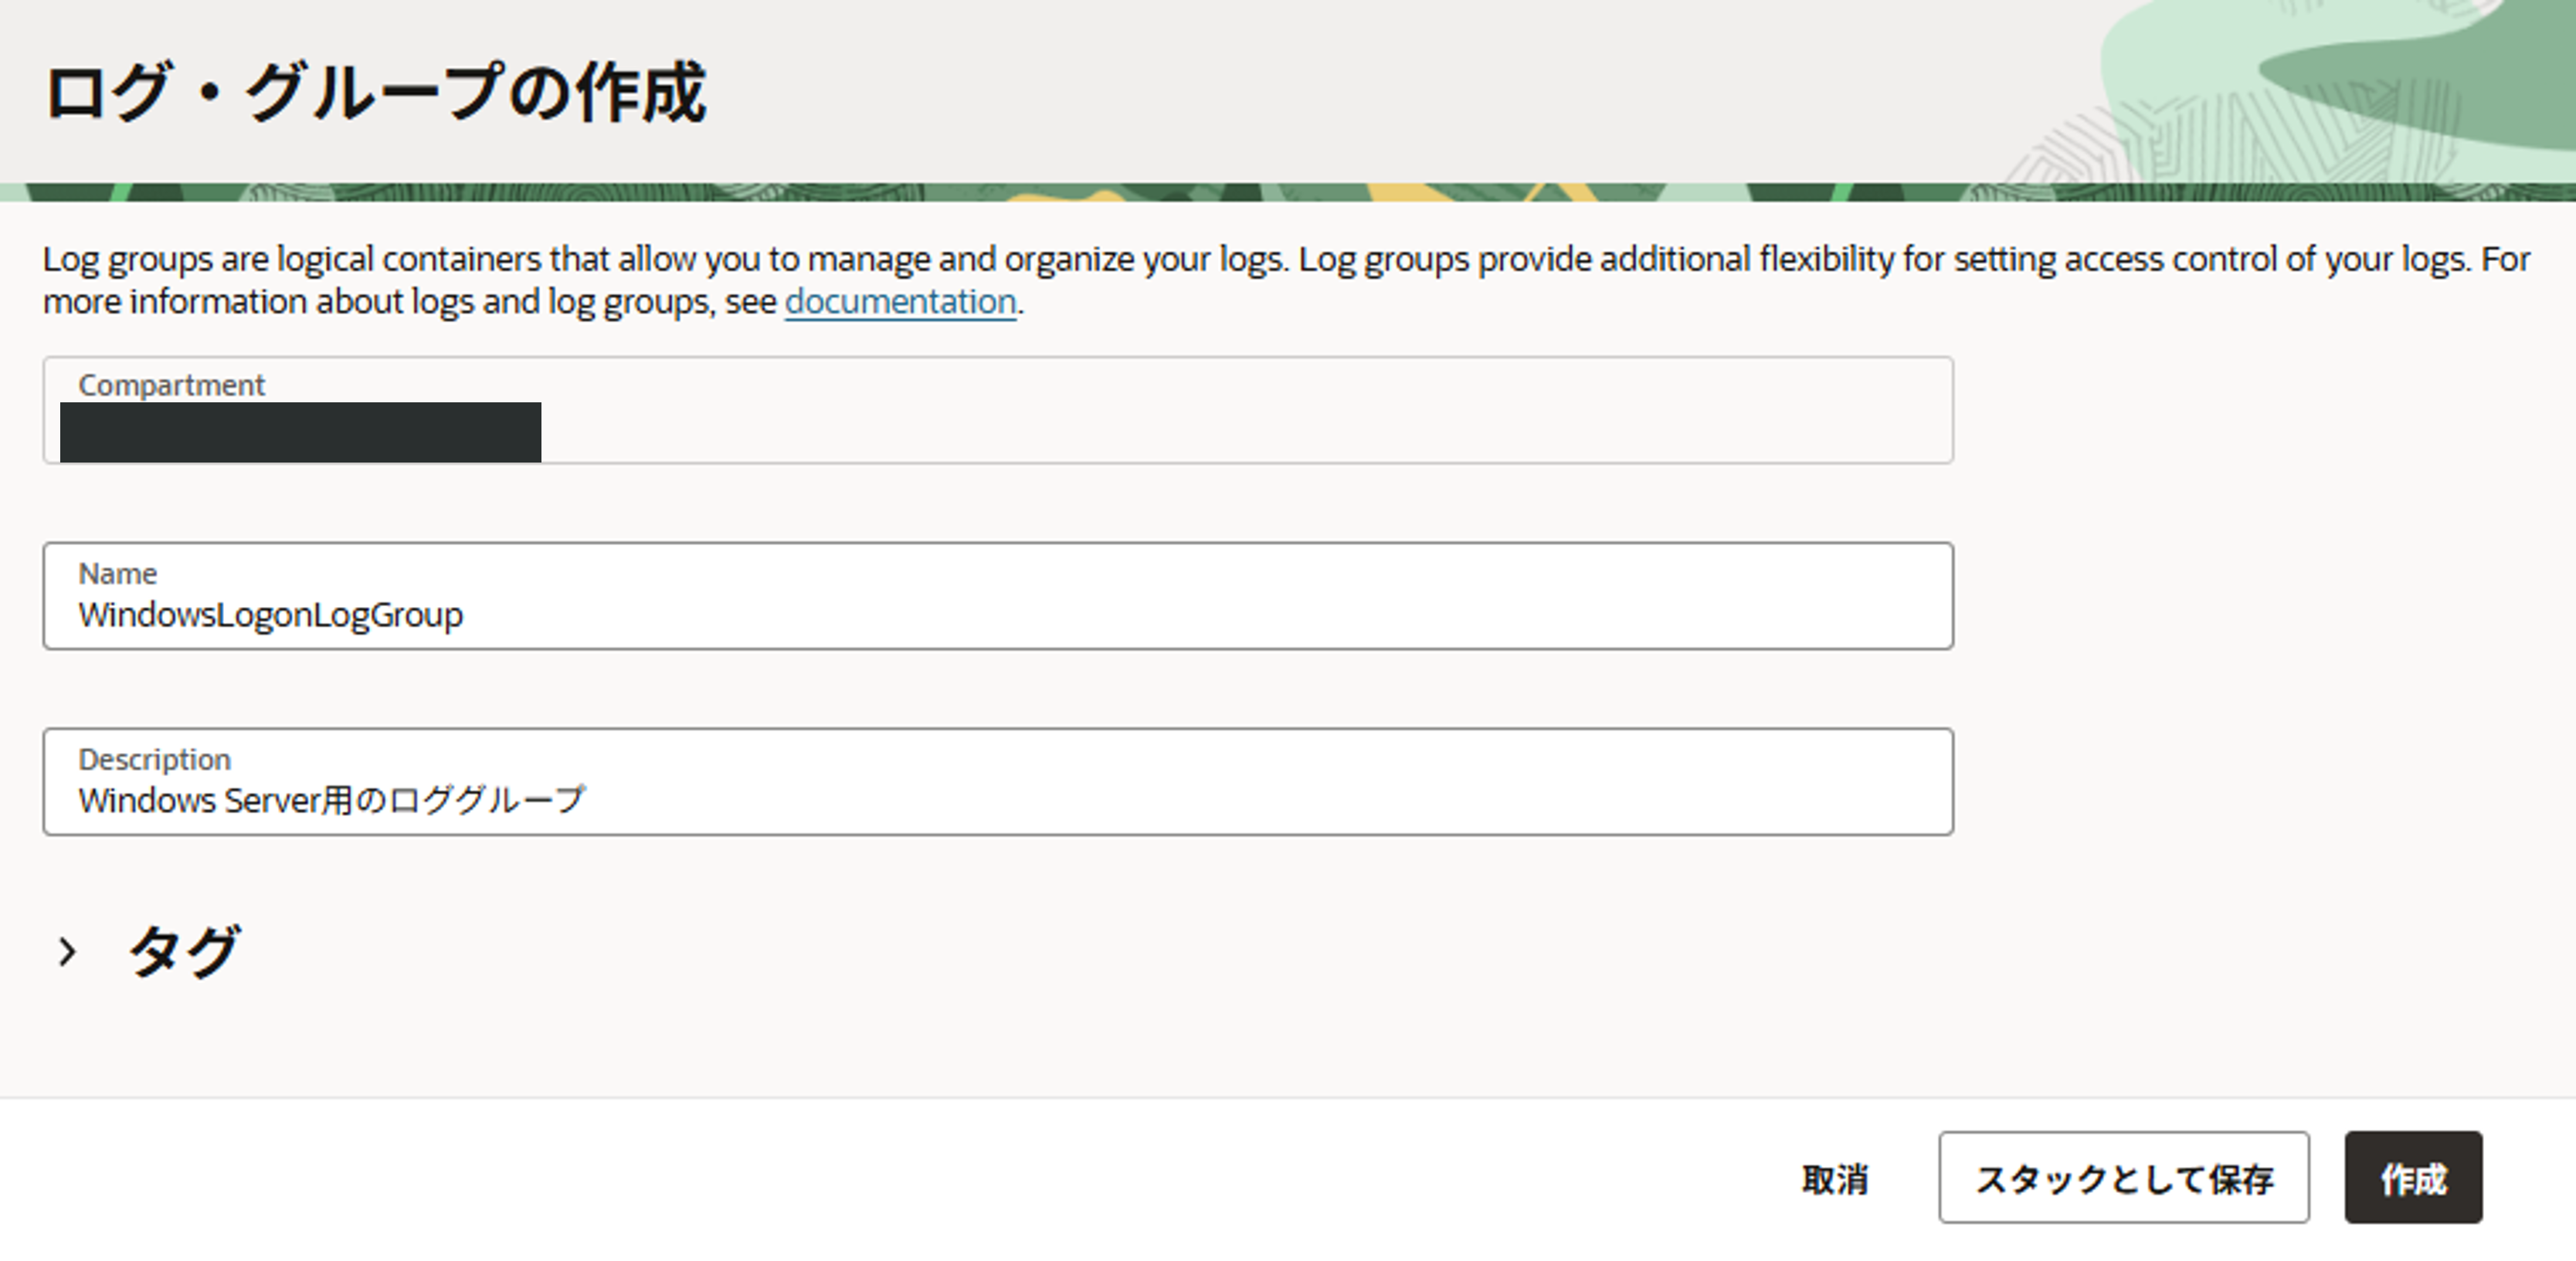 ログ・グループの作成
Log groups are logical containers that allow you to manage and organize your logs. Log groups provide additional flexibility for setting access control of your logs. For
more information about logs and log groups, see documentation.
Compartment
Name
WindowsLogonLogGroup
Description
Windows Server用のロググループ
タグ
取消
スタックとして保存
作成